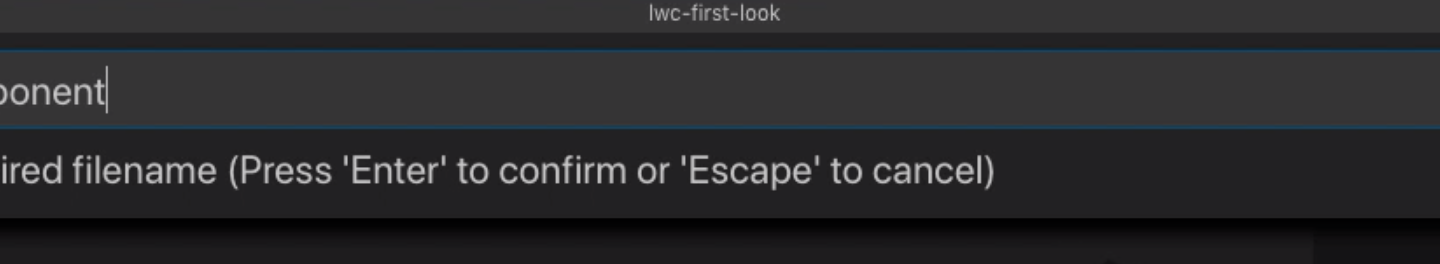 lwc-first-look
ponent
ired filename (Press 'Enter' to confirm or 'Escape' to cancel)